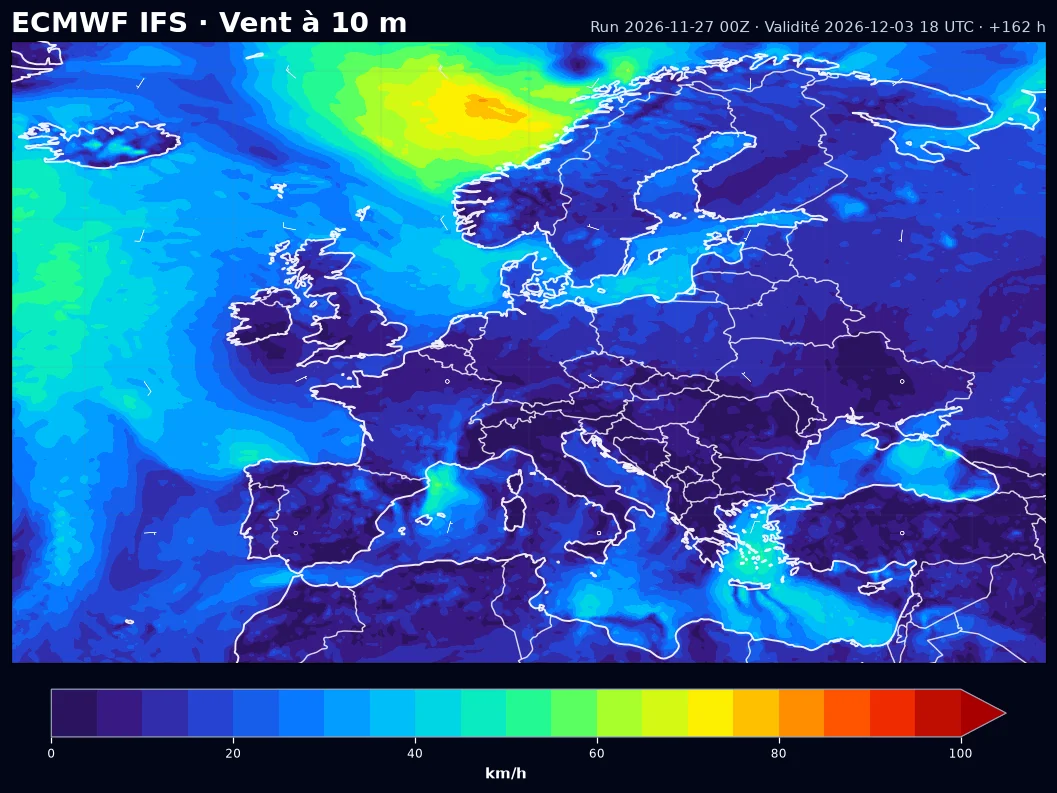 ECMWF IFS · Vent à 10 m
Run 2026-11-27 00Z · Validité 2026-12-03 18 UTC · +162 h
0 20 40 60 80 100
km/h